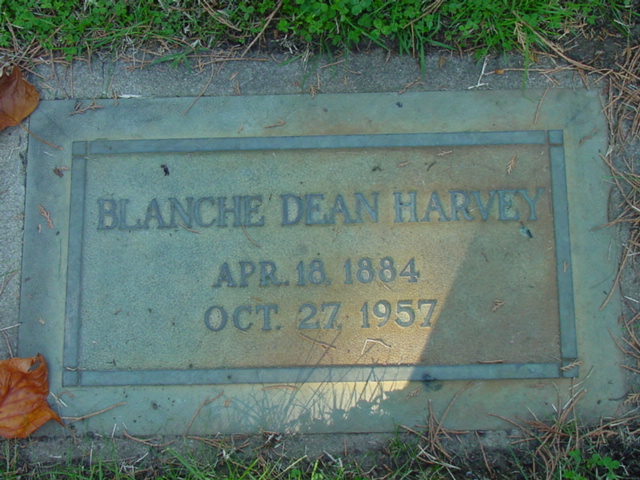 BLANCHE DEAN HARVEY
APR. 18, 1884
OCT. 27, 1957